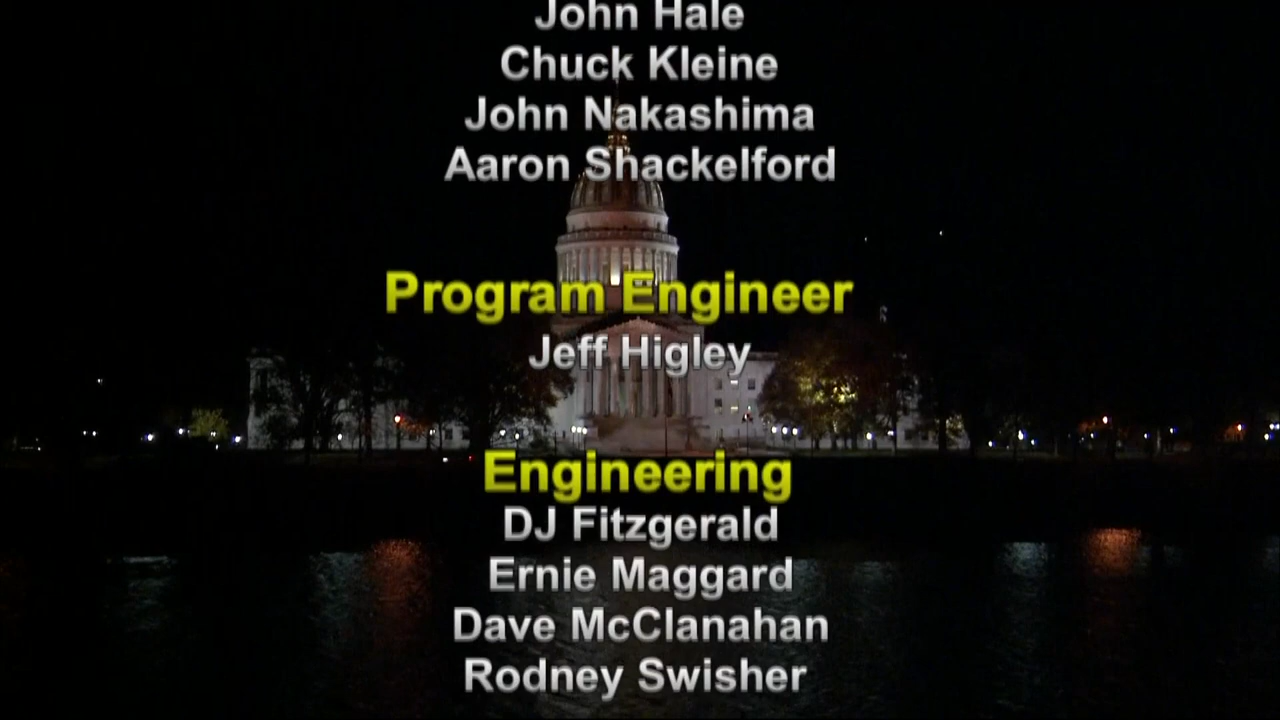 John Hale
Chuck Kleine
John Nakashima
Aaron Shackelford
Program Engineer
Jeff Higley
Engineering
DJ Fitzgerald
Ernie Maggard
Dave McClanahan
Rodney Swisher